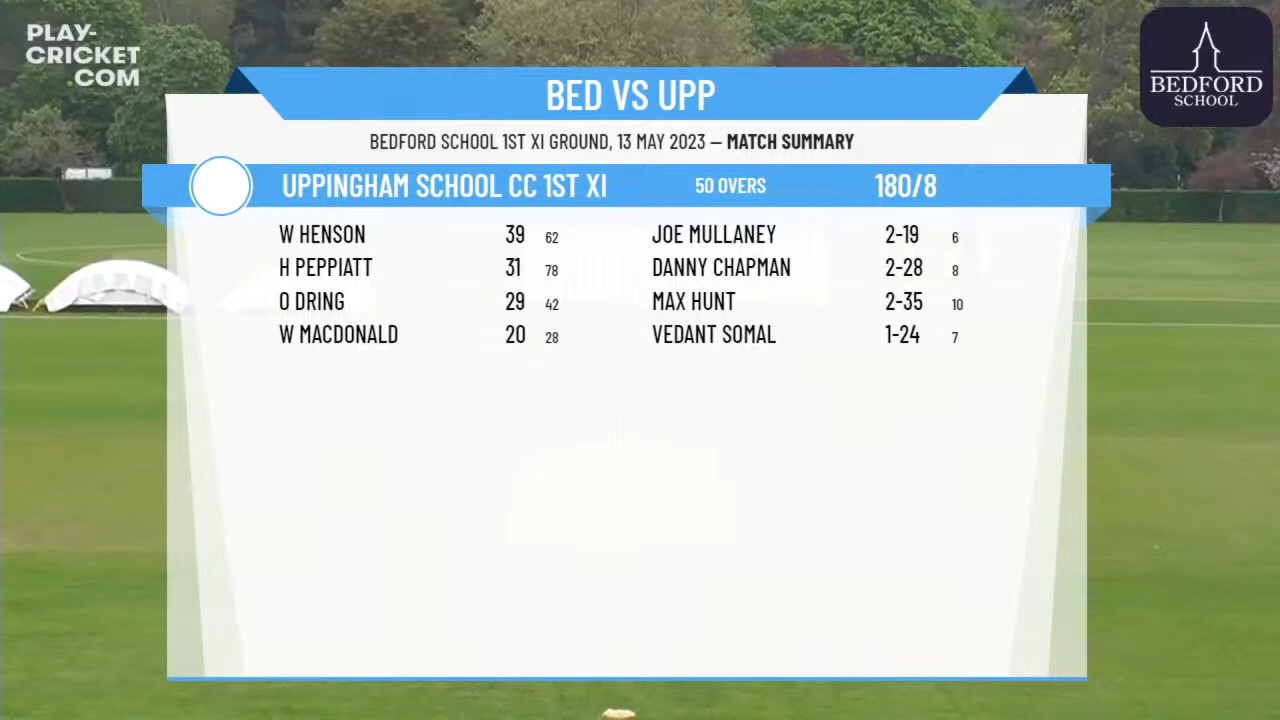 PLAY-
CRICKET
.COM
BEDFORD
SCHOOL
BED VS UPP
BEDFORD SCHOOL 1ST XI GROUND, 13 MAY 2023 – MATCH SUMMARY
UPPINGHAM SCHOOL CC 1ST XI 50 OVERS 180/8
W HENSON 39 62 JOE MULLANEY 2-19 6
H PEPPIATT 31 78 DANNY CHAPMAN 2-28 8
O DRING 29 42 MAX HUNT 2-35 10
W MACDONALD 20 28 VEDANT SOMAL 1-24 7